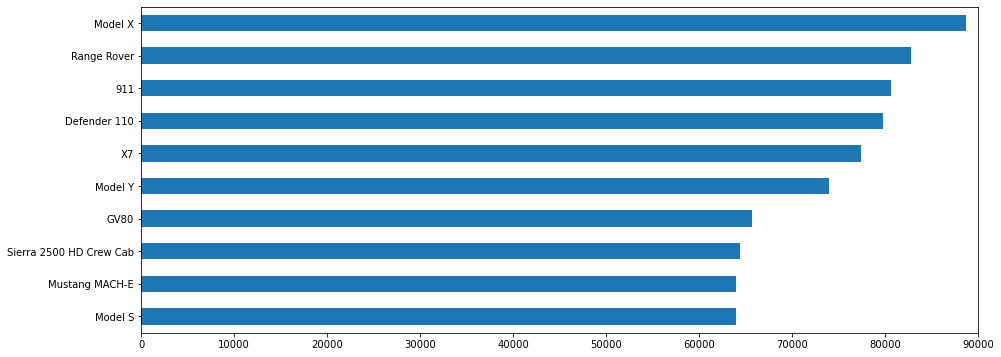 Model X
Range Rover
911
Defender 110
X7
Model Y
GV80
Sierra 2500 HD Crew Cab
Mustang MACH-E
Model S
0 10000 20000 30000 40000 50000 60000 70000 80000 90000